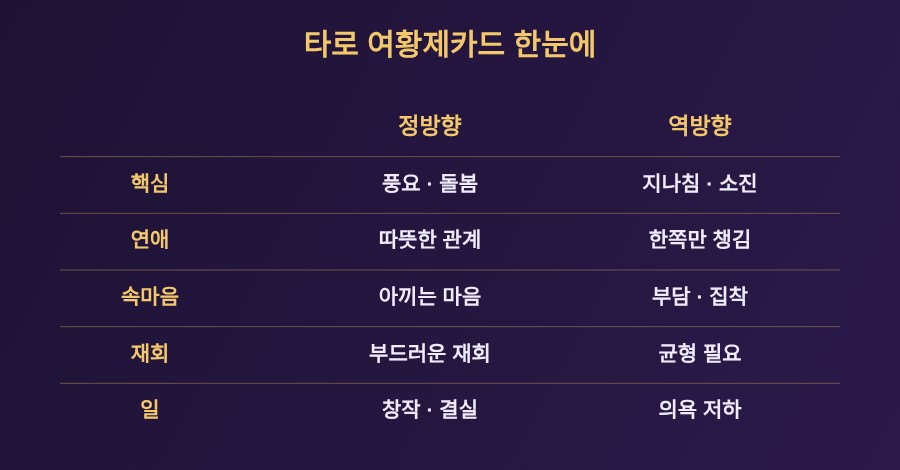 타로 여황제카드 한눈에
정방향 역방향
핵심 풍요 · 돌봄 지나침 · 소진
연애 따뜻한 관계 한쪽만 챙김
속마음 아끼는 마음 부담 · 집착
재회 부드러운 재회 균형 필요
일 창작 · 결실 의욕 저하